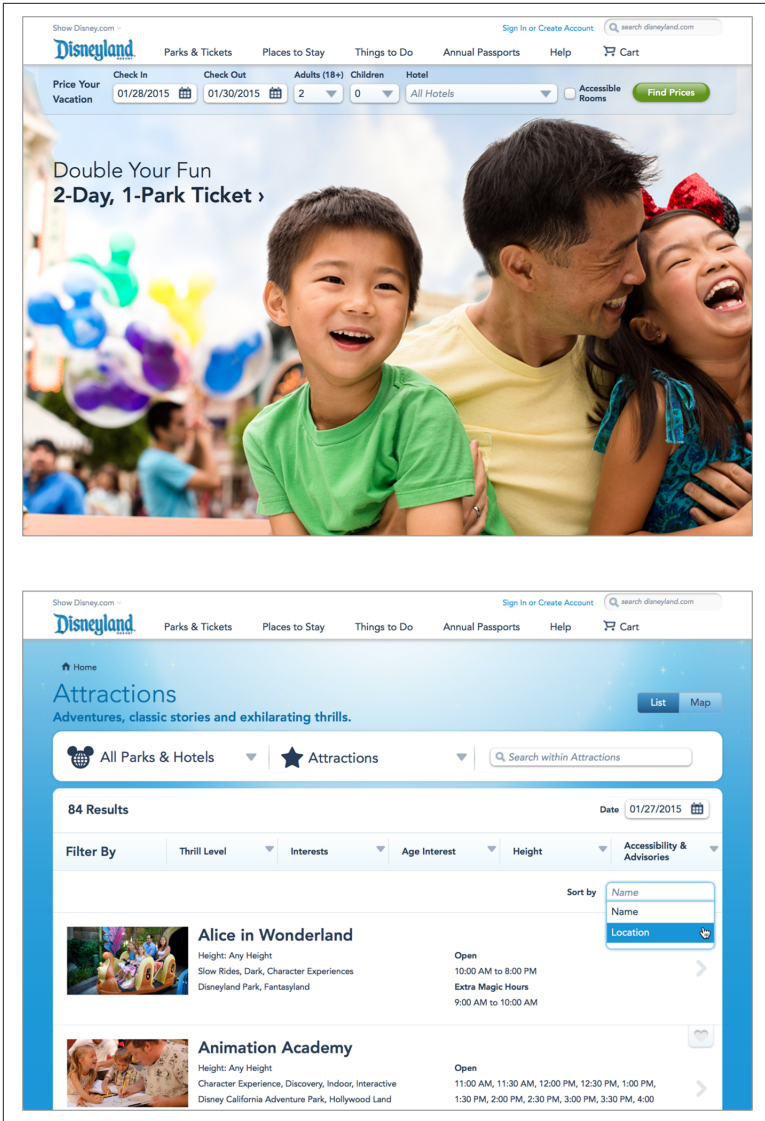 Show Disney.com
Sign In or Create Account
search disneyland.com
Disneyland
RESORT
Parks & Tickets
Places to Stay
Things to Do
Annual Passports
Help
Cart
Price Your
Vacation
Check In
Check Out
Adults (18+)
Children
Hotel
01/28/2015
01/30/2015
2
0
All Hotels
Accessible
Rooms
Find Prices
Double Your Fun
2-Day, 1-Park Ticket ›
Show Disney.com
Sign In or Create Account
search disneyland.com
Disneyland
RESORT
Parks & Tickets
Places to Stay
Things to Do
Annual Passports
Help
Cart
Home
Attractions
Adventures, classic stories and exhilarating thrills.
List
Map
All Parks & Hotels
Attractions
Search within Attractions
84 Results
Date
01/27/2015
Filter By
Thrill Level
Interests
Age Interest
Height
Accessibility &
Advisories
Sort by
Name
Name
Location
Alice in Wonderland
Height: Any Height
Slow Rides, Dark, Character Experiences
Disneyland Park, Fantasyland
Open
10:00 AM to 8:00 PM
Extra Magic Hours
9:00 AM to 10:00 AM
Animation Academy
Height: Any Height
Character Experience, Discovery, Indoor, Interactive
Disney California Adventure Park, Hollywood Land
Open
11:00 AM, 11:30 AM, 12:00 PM, 12:30 PM, 1:00 PM,
1:30 PM, 2:00 PM, 2:30 PM, 3:00 PM, 3:30 PM, 4:00